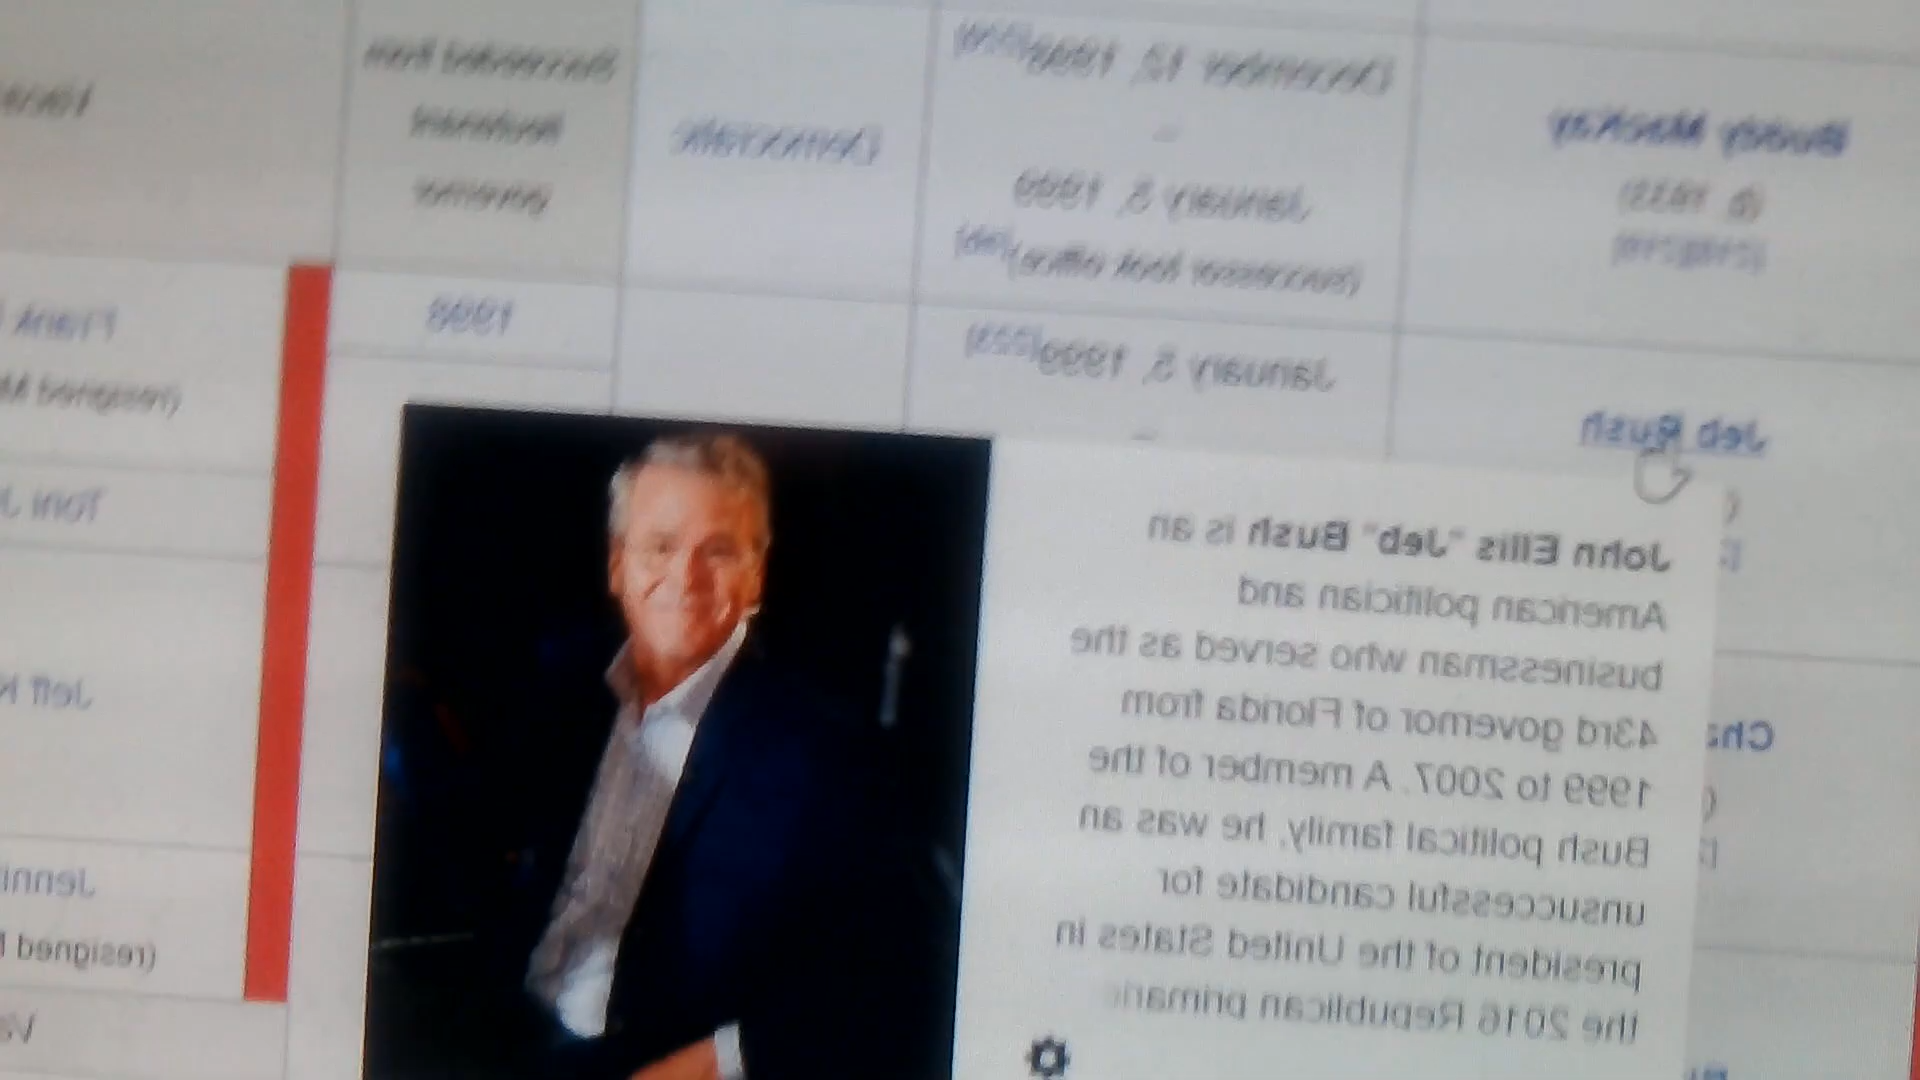 Buddy MacKay
(b. 1933)
December 12, 1998
–
January 5, 1999
(Successor took office)
Democratic
Succeeded from
lieutenant
governor
Jeb Bush
January 5, 1999
–
1998
Frank
(resigned
Toni J
Jeff K
Jenni
(resigned
Cha
John Ellis "Jeb" Bush is an
American politician and
businessman who served as the
43rd governor of Florida from
1999 to 2007. A member of the
Bush political family, he was an
unsuccessful candidate for
president of the United States in
the 2016 Republican primarie